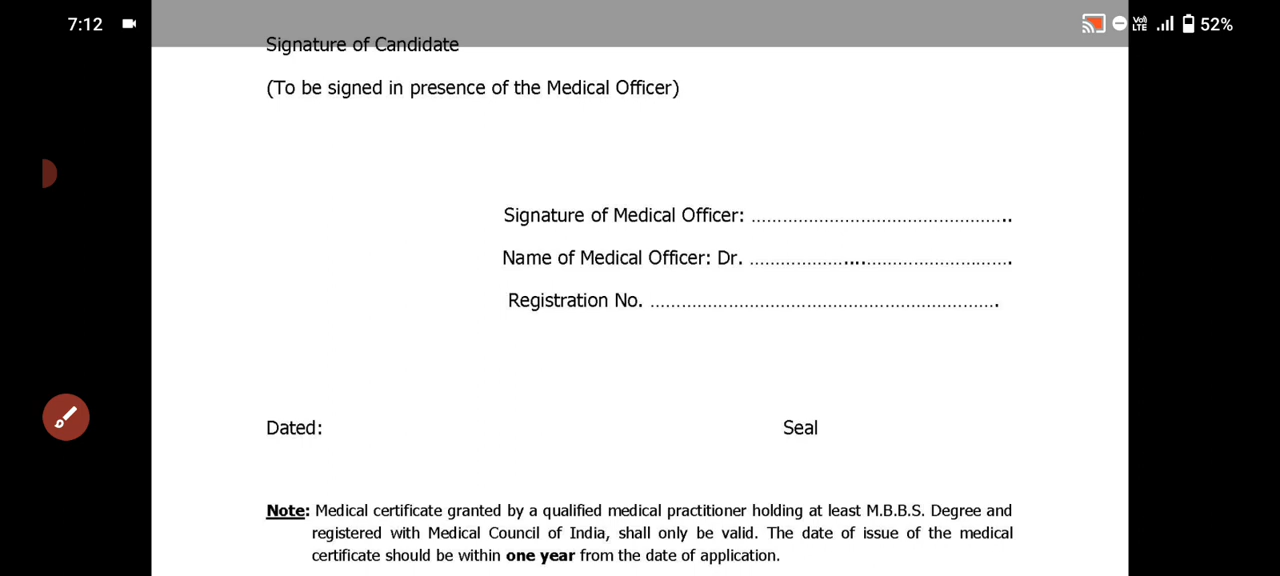 7:12
Vo) LTE 52%
Signature of Candidate
(To be signed in presence of the Medical Officer)
Signature of Medical Officer: ................................................
Name of Medical Officer: Dr. ..................................................
Registration No. ..................................................................
Dated: Seal
Note: Medical certificate granted by a qualified medical practitioner holding at least M.B.B.S. Degree and
registered with Medical Council of India, shall only be valid. The date of issue of the medical
certificate should be within one year from the date of application.